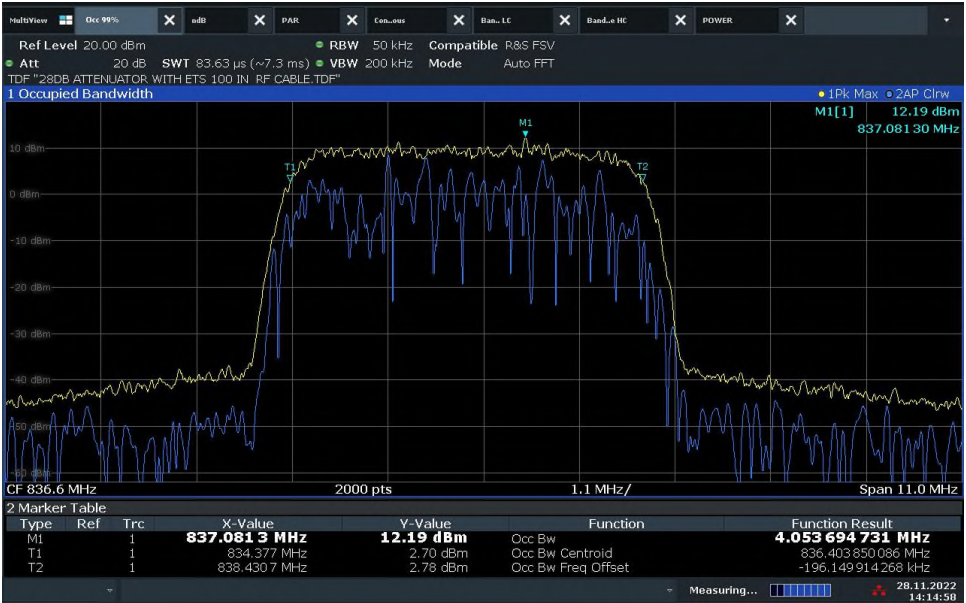 MultiView Occ 99% ndB PAR Con..ous Ban.. LC Band..e HC POWER
Ref Level 20.00 dBm RBW 50 kHz Compatible R&S FSV
Att 20 dB SWT 83.63 µs (~7.3 ms) VBW 200 kHz Mode Auto FFT
TDF "28DB ATTENUATOR WITH ETS 100 IN RF CABLE.TDF"
1 Occupied Bandwidth 1Pk Max 2AP Clrw
M1[1] 12.19 dBm
837.08130 MHz
M1
10 dBm
T1 T2
0 dBm
-10 dBm
-20 dBm
-30 dBm
-40 dBm
-50 dBm
-60 dBm
CF 836.6 MHz 2000 pts 1.1 MHz/ Span 11.0 MHz
2 Marker Table
Type Ref Trc X-Value Y-Value Function Function Result
M1 1 837.081 3 MHz 12.19 dBm Occ Bw 4.053 694 731 MHz
T1 1 834.377 MHz 2.70 dBm Occ Bw Centroid 836.403 850 086 MHz
T2 1 838.430 7 MHz 2.78 dBm Occ Bw Freq Offset -196.149 914 268 kHz
Measuring... 28.11.2022
14:14:58